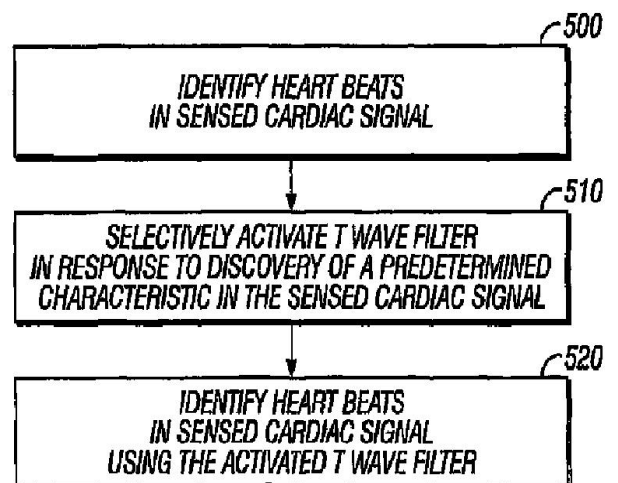 500
IDENTIFY HEART BEATS
IN SENSED CARDIAC SIGNAL
510
SELECTIVELY ACTIVATE T WAVE FILTER
IN RESPONSE TO DISCOVERY OF A PREDETERMINED
CHARACTERISTIC IN THE SENSED CARDIAC SIGNAL
520
IDENTIFY HEART BEATS
IN SENSED CARDIAC SIGNAL
USING THE ACTIVATED T WAVE FILTER